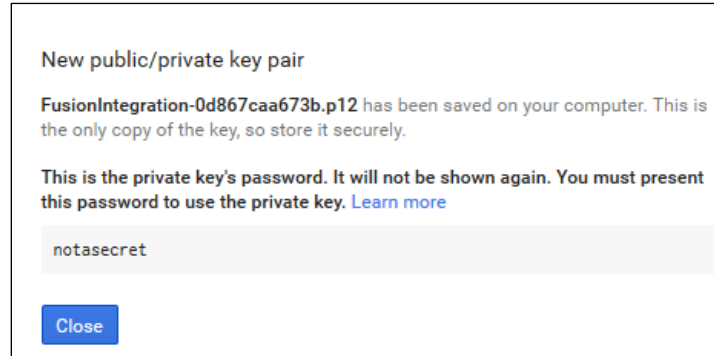 New public/private key pair
FusionIntegration-0d867caa673b.p12 has been saved on your computer. This is
the only copy of the key, so store it securely.
This is the private key's password. It will not be shown again. You must present
this password to use the private key. Learn more
notasecret
Close